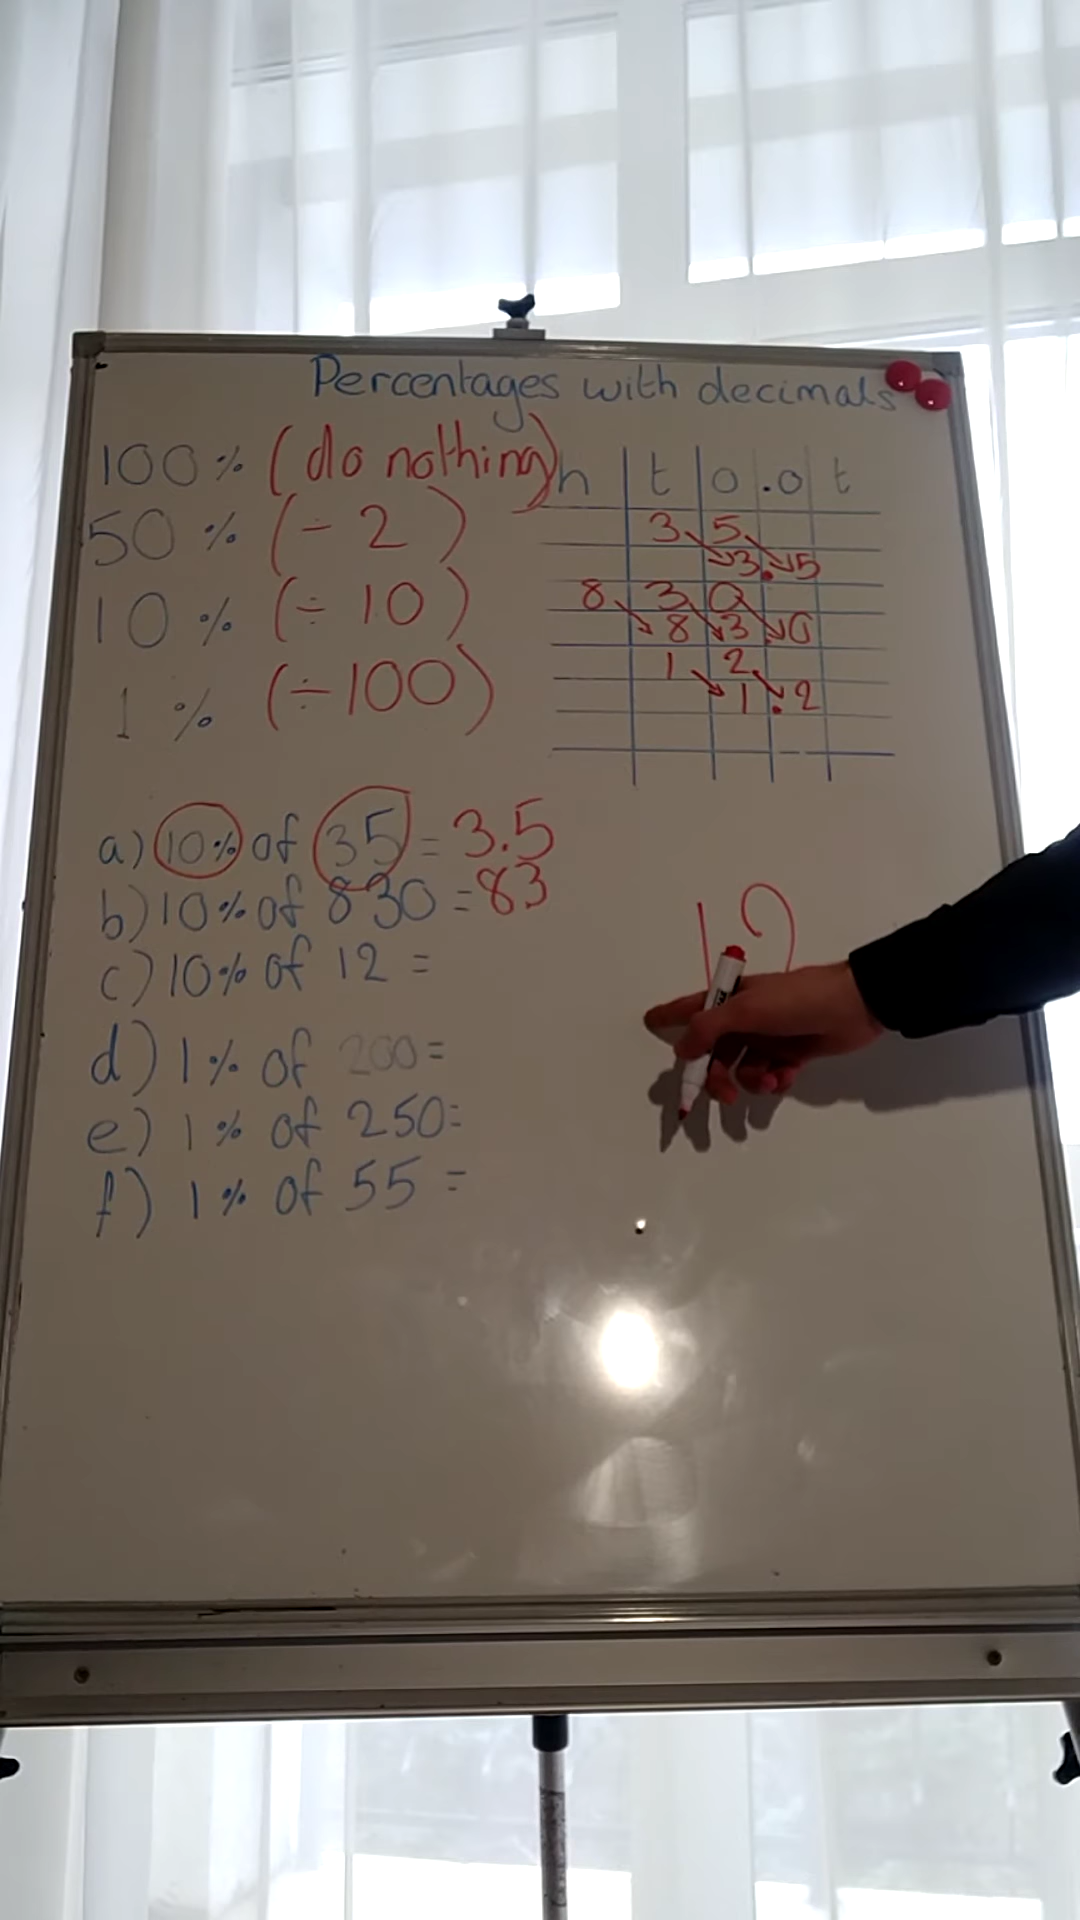 Percentages with decimals
100% (do nothing)
50% (÷ 2)
10% (÷ 10)
1% (÷100)
h t o .o t
3 5
3.5
8 3 0
8 3.0
1 2
1.2
a) 10% of 35 = 3.5
b) 10% of 830 = 83
c) 10% of 12 =
d) 1% of 200=
e) 1% of 250=
f) 1% of 55 =
12